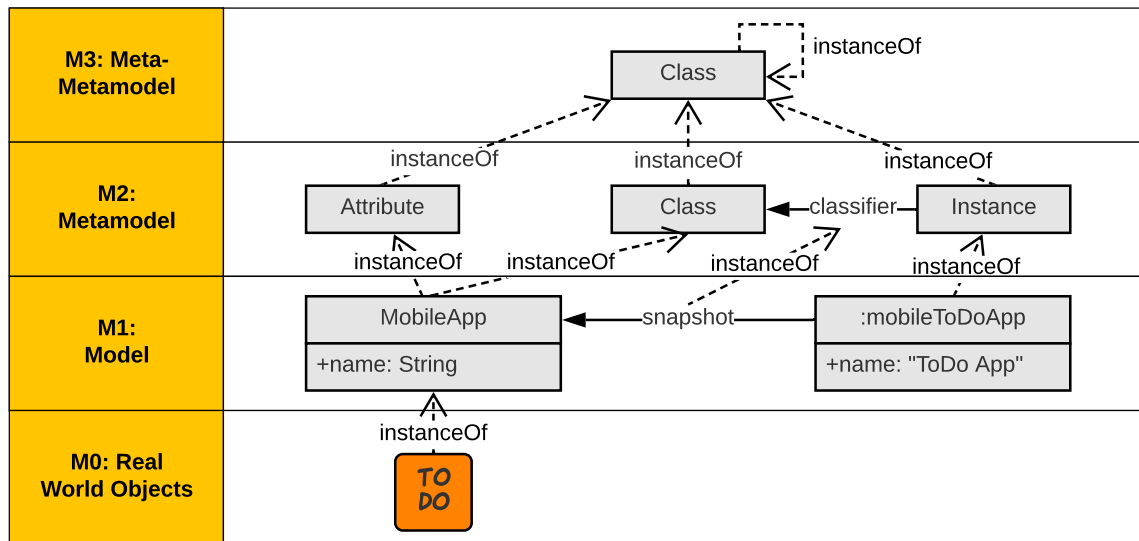 M3: Meta-
Metamodel
Class
instanceOf
M2:
Metamodel
instanceOf
instanceOf
instanceOf
Attribute
Class
classifier
Instance
instanceOf
instanceOf
instanceOf
instanceOf
M1:
Model
MobileApp
+name: String
snapshot
:mobileToDoApp
+name: "ToDo App"
M0: Real
World Objects
instanceOf
TO
DO